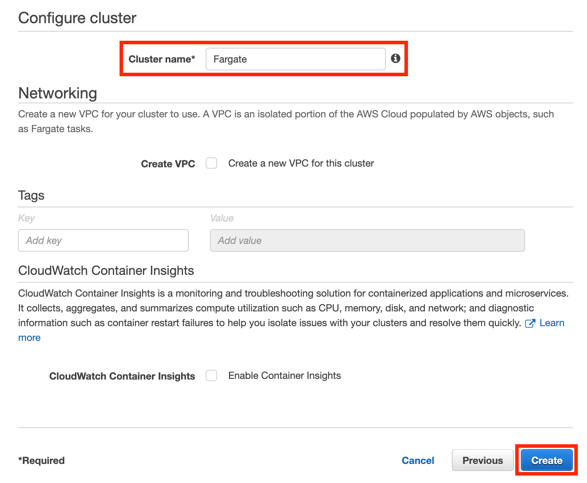 Configure cluster
Cluster name* Fargate
Networking
Create a new VPC for your cluster to use. A VPC is an isolated portion of the AWS Cloud populated by AWS objects, such
as Fargate tasks.
Create VPC Create a new VPC for this cluster
Tags
Key Value
Add key Add value
CloudWatch Container Insights
CloudWatch Container Insights is a monitoring and troubleshooting solution for containerized applications and microservices.
It collects, aggregates, and summarizes compute utilization such as CPU, memory, disk, and network; and diagnostic
information such as container restart failures to help you isolate issues with your clusters and resolve them quickly. Learn
more
CloudWatch Container Insights Enable Container Insights
*Required Cancel Previous Create